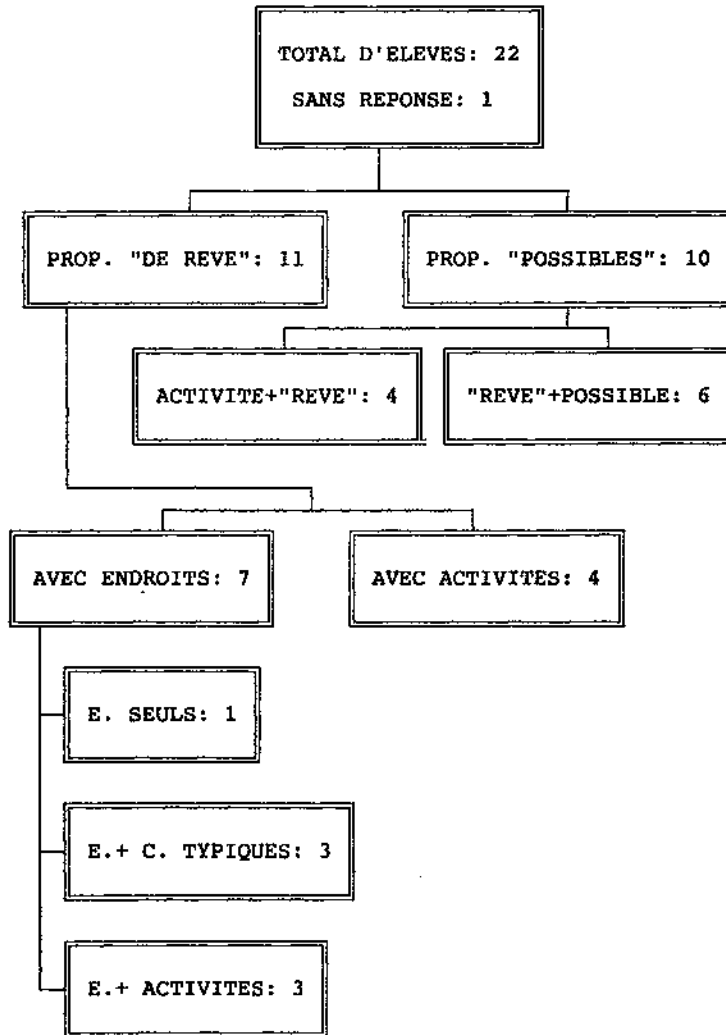 TOTAL D'ELEVES: 22
SANS REPONSE: 1
PROP. "DE REVE": 11
PROP. "POSSIBLES": 10
ACTIVITE+"REVE": 4
"REVE"+POSSIBLE: 6
AVEC ENDROITS: 7
AVEC ACTIVITES: 4
E. SEULS: 1
E.+ C. TYPIQUES: 3
E.+ ACTIVITES: 3